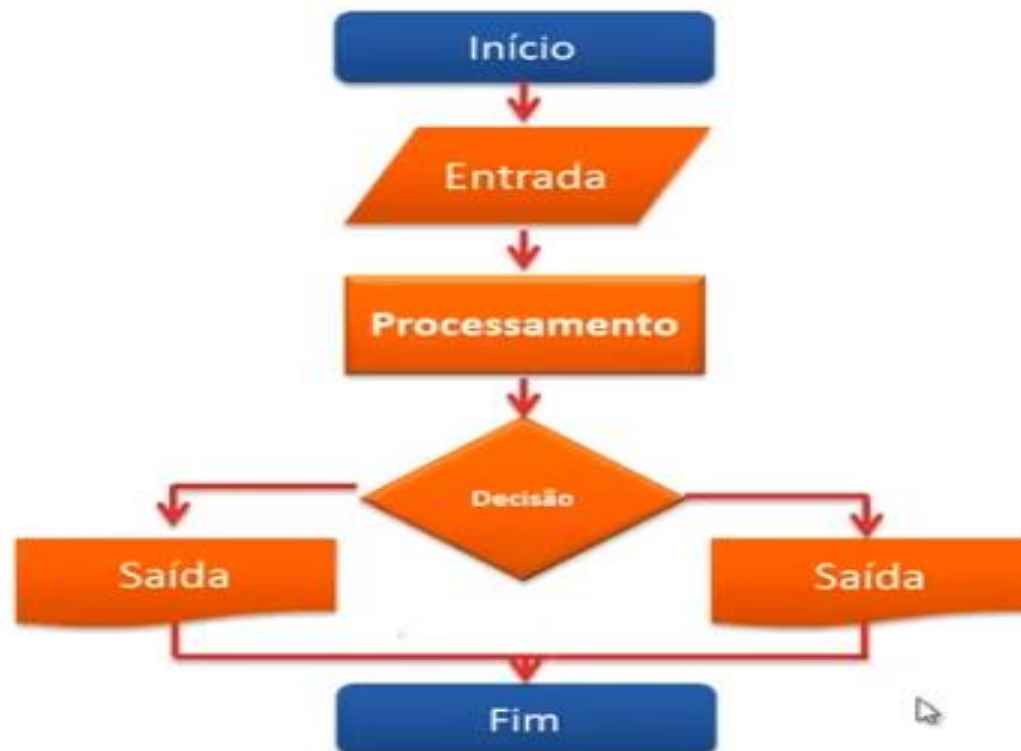 Início
Entrada
Processamento
Decisão
Saída
Saída
Fim